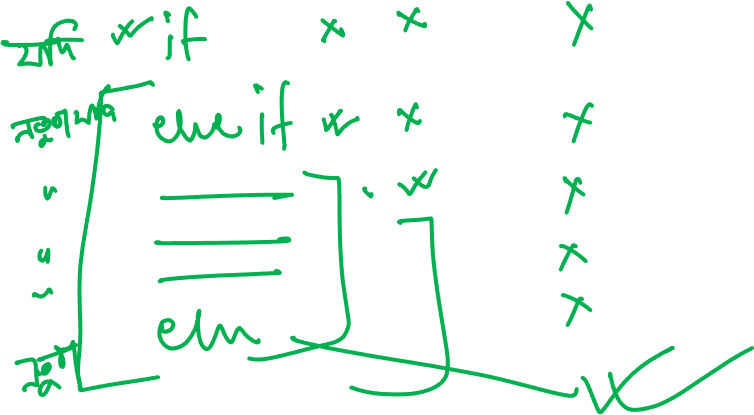 যদি if x x x
নতুবা যদি else if x x
" x
" x
" x
নতুবা else